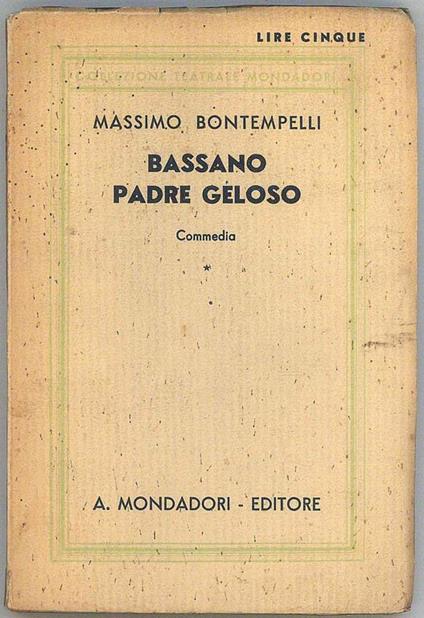 LIRE CINQUE
COLLEZIONE TEATRALE MONDADORI
MASSIMO BONTEMPELLI
BASSANO
PADRE GELOSO
Commedia
*
A. MONDADORI - EDITORE